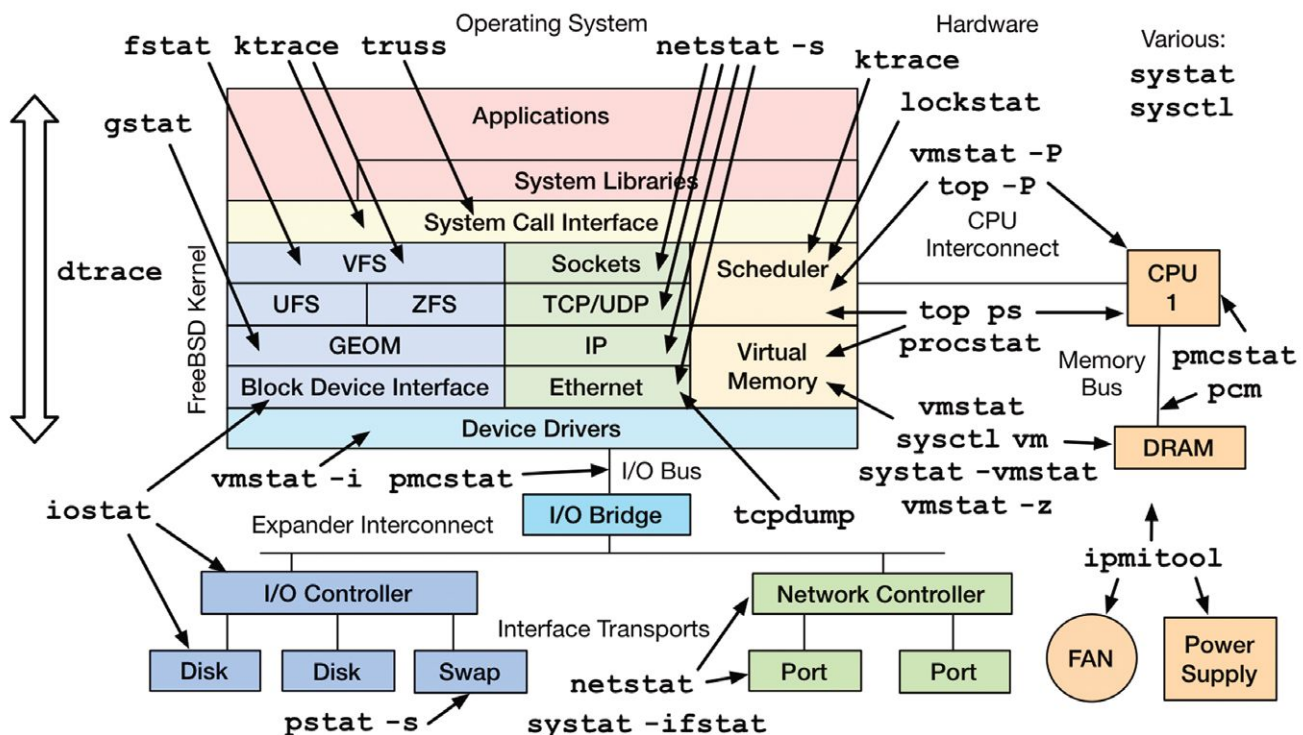 Operating System
Hardware
Various:
fstat ktrace truss
netstat -s
ktrace
systat
sysctl
gstat
Applications
lockstat
System Libraries
vmstat -P
top -P
System Call Interface
CPU
Interconnect
dtrace
FreeBSD Kernel
VFS
Sockets
Scheduler
CPU
1
UFS
ZFS
TCP/UDP
top ps
procstat
GEOM
IP
Virtual
Memory
Memory
Bus
pmcstat
pcm
Block Device Interface
Ethernet
vmstat
sysctl vm
systat -vmstat
vmstat -z
DRAM
Device Drivers
vmstat -i
pmcstat
I/O Bus
iostat
Expander Interconnect
I/O Bridge
tcpdump
ipmitool
I/O Controller
Network Controller
Interface Transports
Disk
Disk
Swap
Port
Port
FAN
Power
Supply
netstat
pstat -s
systat -ifstat